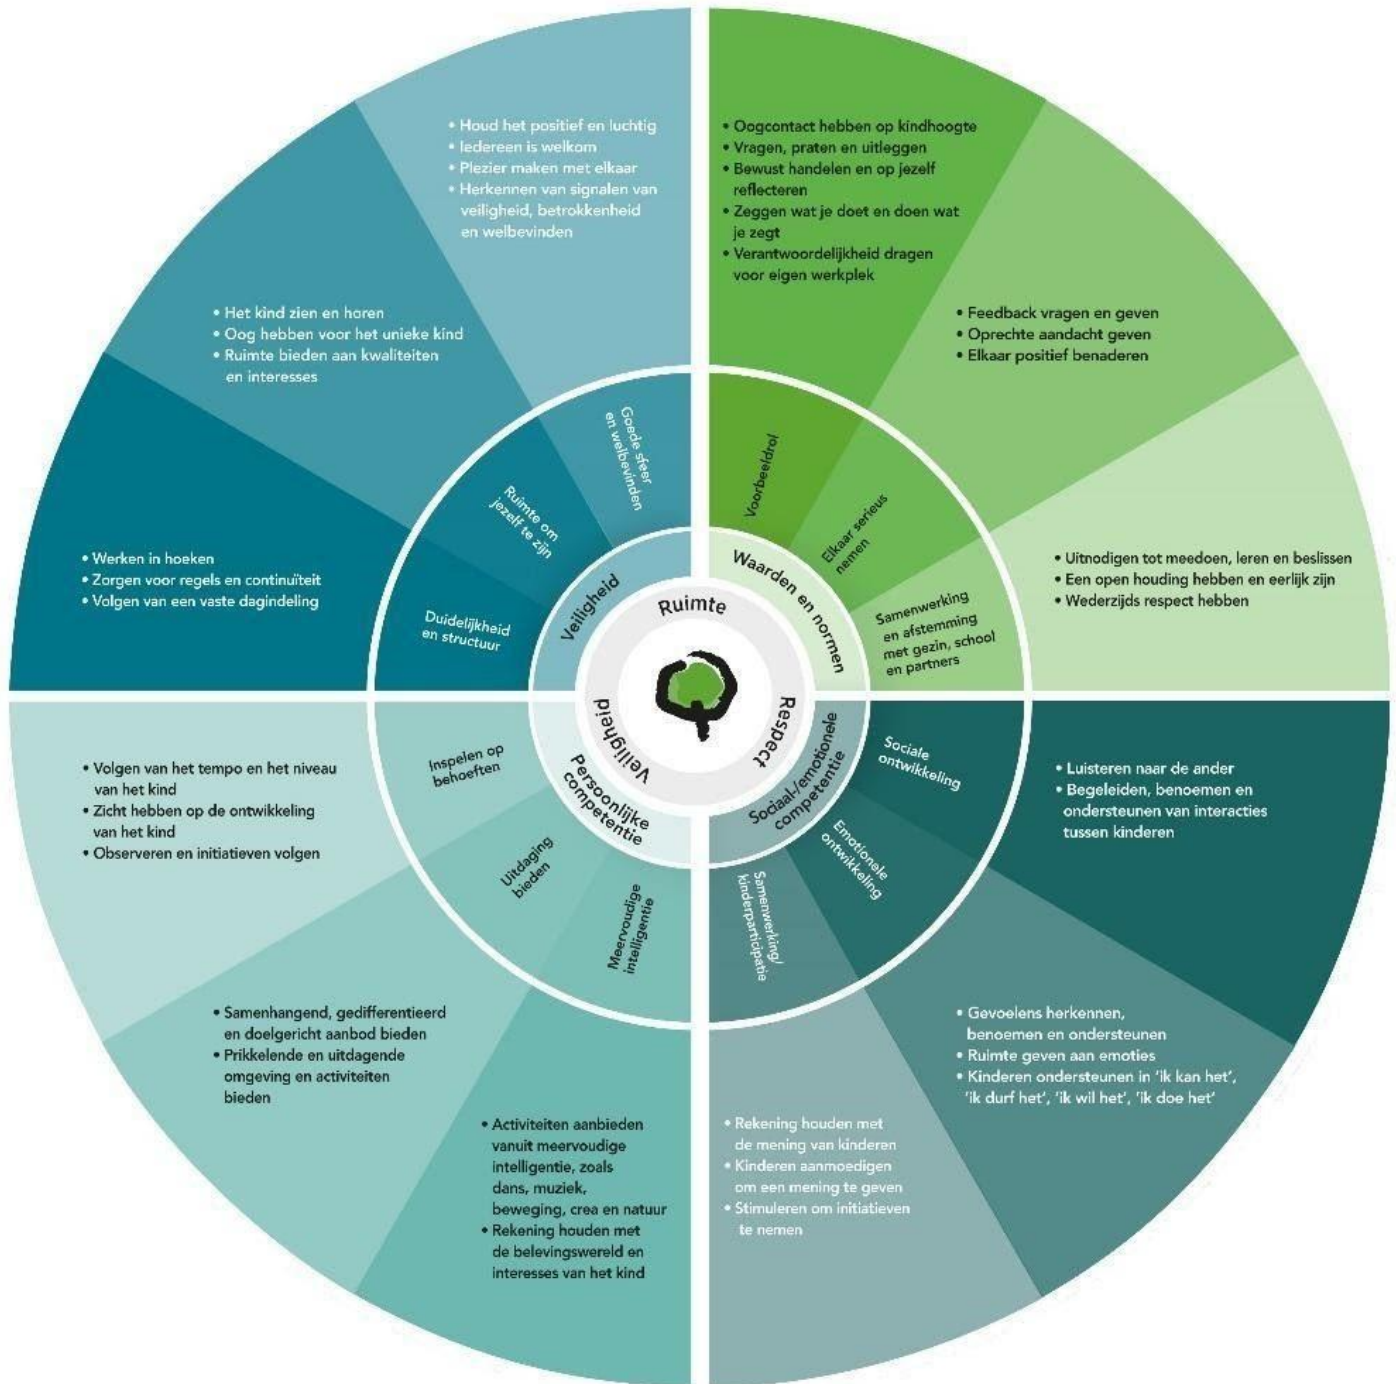 • Houd het positief en luchtig
• Iedereen is welkom
• Plezier maken met elkaar
• Herkennen van signalen van
veiligheid, betrokkenheid
en welbevinden
• Oogcontact hebben op kindhoogte
• Vragen, praten en uitleggen
• Bewust handelen en op jezelf
reflecteren
• Zeggen wat je doet en doen wat
je zegt
• Verantwoordelijkheid dragen
voor eigen werkplek
• Het kind zien en horen
• Oog hebben voor het unieke kind
• Ruimte bieden aan kwaliteiten
en interesses
• Feedback vragen en geven
• Oprechte aandacht geven
• Elkaar positief benaderen
• Werken in hoeken
• Zorgen voor regels en continuïteit
• Volgen van een vaste dagindeling
• Uitnodigen tot meedoen, leren en beslissen
• Een open houding hebben en eerlijk zijn
• Wederzijds respect hebben
Goede sfeer
en welbevinden
Ruimte om
jezelf te zijn
Duidelijkheid
en structuur
Voorbeeldrol
Elkaar serieus
nemen
Samenwerking
en afstemming
met gezin, school
en partners
Veiligheid
Waarden en normen
Ruimte
Respect
Veiligheid
Persoonlijke
competentie
Sociaal-/emotionele
competentie
Inspelen op
behoeften
Uitdaging
bieden
Meervoudige
intelligentie
Sociale
ontwikkeling
Emotionele
ontwikkeling
Samenwerking/
kinderparticipatie
• Volgen van het tempo en het niveau
van het kind
• Zicht hebben op de ontwikkeling
van het kind
• Observeren en initiatieven volgen
• Luisteren naar de ander
• Begeleiden, benoemen en
ondersteunen van interacties
tussen kinderen
• Samenhangend, gedifferentieerd
en doelgericht aanbod bieden
• Prikkelende en uitdagende
omgeving en activiteiten
bieden
• Gevoelens herkennen,
benoemen en ondersteunen
• Ruimte geven aan emoties
• Kinderen ondersteunen in 'ik kan het',
'ik durf het', 'ik wil het', 'ik doe het'
• Activiteiten aanbieden
vanuit meervoudige
intelligentie, zoals
dans, muziek,
beweging, crea en natuur
• Rekening houden met
de belevingswereld en
interesses van het kind
• Rekening houden met
de mening van kinderen
• Kinderen aanmoedigen
om een mening te geven
• Stimuleren om initiatieven
te nemen